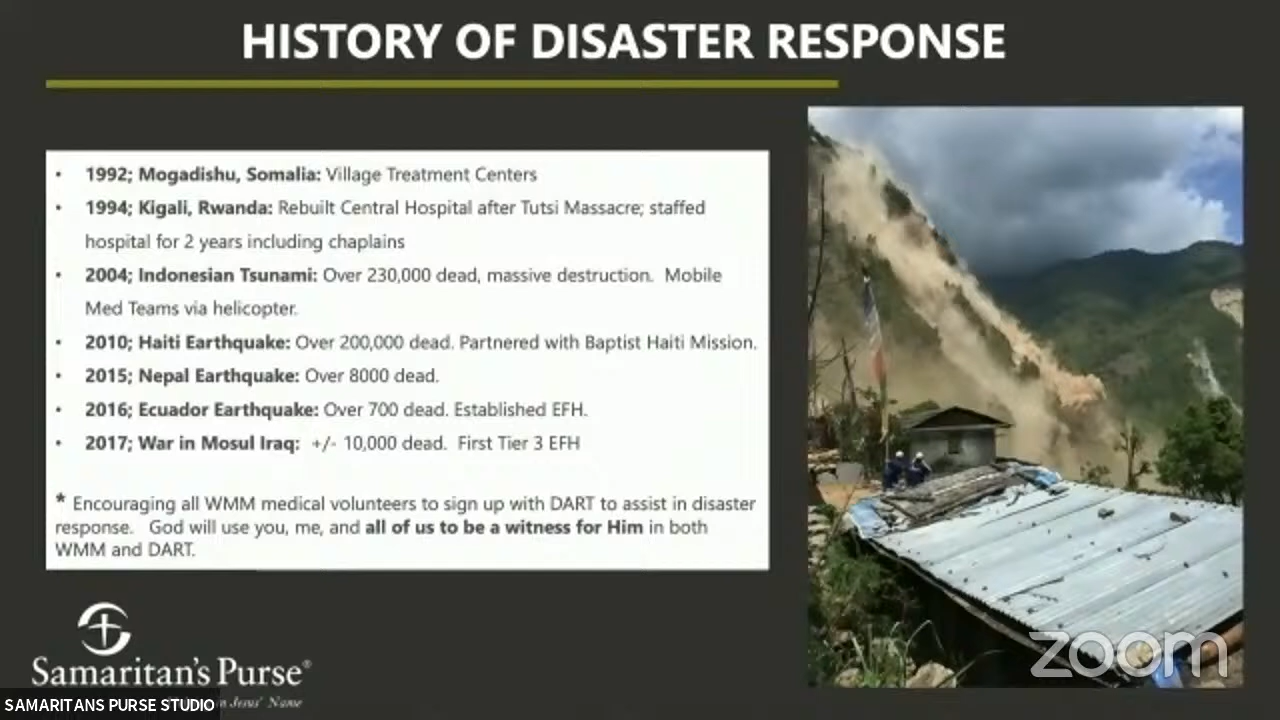 HISTORY OF DISASTER RESPONSE
• 1992; Mogadishu, Somalia: Village Treatment Centers
• 1994; Kigali, Rwanda: Rebuilt Central Hospital after Tutsi Massacre; staffed
hospital for 2 years including chaplains
• 2004; Indonesian Tsunami: Over 230,000 dead, massive destruction. Mobile
Med Teams via helicopter.
• 2010; Haiti Earthquake: Over 200,000 dead. Partnered with Baptist Haiti Mission.
• 2015; Nepal Earthquake: Over 8000 dead.
• 2016; Ecuador Earthquake: Over 700 dead. Established EFH.
• 2017; War in Mosul Iraq: +/- 10,000 dead. First Tier 3 EFH
* Encouraging all WMM medical volunteers to sign up with DART to assist in disaster
response. God will use you, me, and all of us to be a witness for Him in both
WMM and DART.
Samaritan's Purse®
Jesus' Name
SAMARITANS PURSE STUDIO
zoom